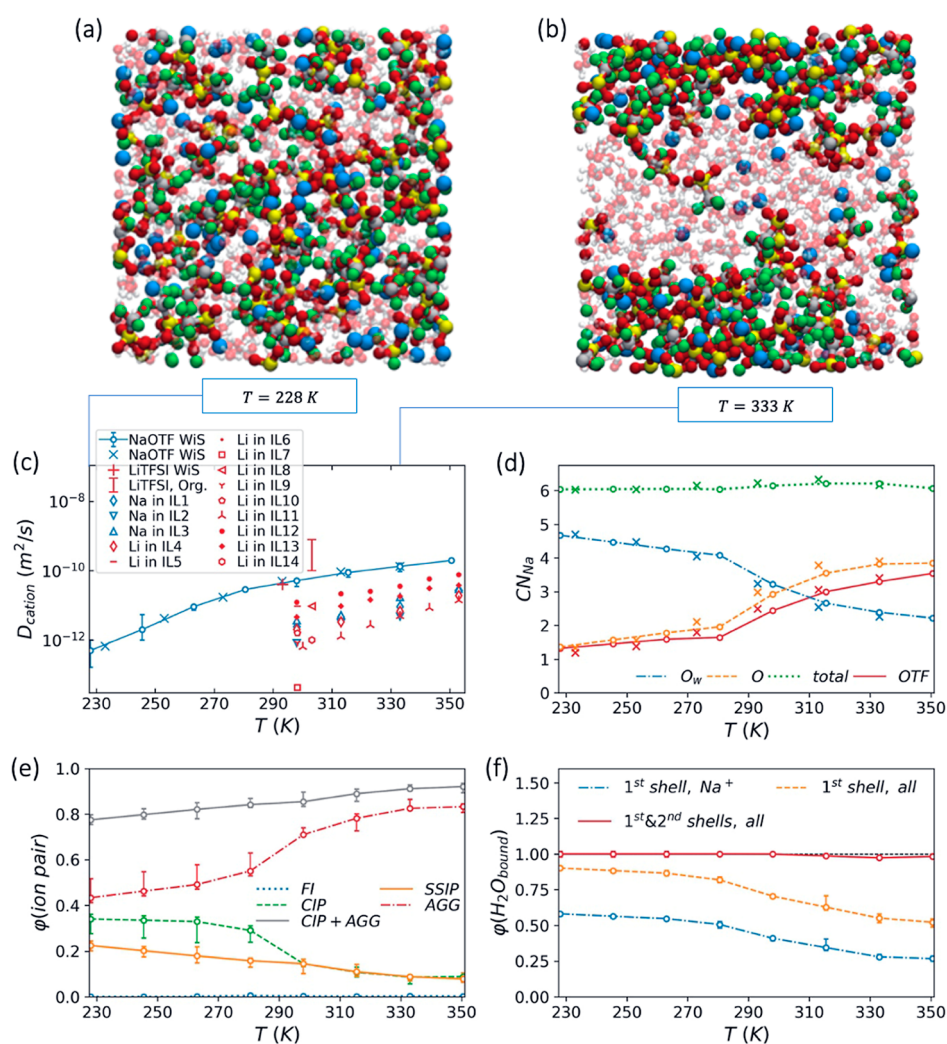 (a)
(b)
T = 228 K
T = 333 K
(c)
NaOTF WiS
NaOTF WiS
LiTFSI WiS
LiTFSI, Org.
Na in IL1
Na in IL2
Na in IL3
Li in IL4
Li in IL5
Li in IL6
Li in IL7
Li in IL8
Li in IL9
Li in IL10
Li in IL11
Li in IL12
Li in IL13
Li in IL14
D_cation (m²/s)
10⁻⁸
10⁻¹⁰
10⁻¹²
230 250 270 290 310 330 350
T (K)
(d)
CN_Na
6
5
4
3
2
1
0
O_w O total OTF
230 250 270 290 310 330 350
T (K)
(e)
φ(ion pair)
1.0
0.8
0.6
0.4
0.2
0.0
FI
CIP
CIP + AGG
SSIP
AGG
230 250 270 290 310 330 350
T (K)
(f)
φ(H₂O_bound)
1.50
1.25
1.00
0.75
0.50
0.25
0.00
1ˢᵗ shell, Na⁺
1ˢᵗ shell, all
1ˢᵗ&2ⁿᵈ shells, all
230 250 270 290 310 330 350
T (K)